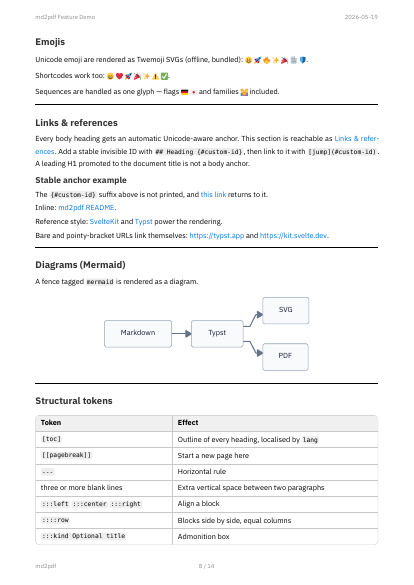 md2pdf Feature Demo 2026-05-19
Emojis
Unicode emoji are rendered as Twemoji SVGs (offline, bundled): 😀 🚀 🔥 ✨ 🎉 🗒️ 🛡️.
Shortcodes work too: 😄 ❤️ 🚀 🎉 ✨ ⚠️ ✅.
Sequences are handled as one glyph — flags 🇩🇪 🇯🇵 and families 👨‍👩‍👧 included.
Links & references
Every body heading gets an automatic Unicode-aware anchor. This section is reachable as Links & refer-
ences. Add a stable invisible ID with ## Heading {#custom-id}, then link to it with [jump](#custom-id).
A leading H1 promoted to the document title is not a body anchor.
Stable anchor example
The {#custom-id} suffix above is not printed, and this link returns to it.
Inline: md2pdf README.
Reference style: SvelteKit and Typst power the rendering.
Bare and pointy-bracket URLs link themselves: https://typst.app and https://kit.svelte.dev.
Diagrams (Mermaid)
A fence tagged mermaid is rendered as a diagram.
SVG
Markdown Typst
PDF
Structural tokens
Token Effect
[toc] Outline of every heading, localised by lang
[[pagebreak]] Start a new page here
--- Horizontal rule
three or more blank lines Extra vertical space between two paragraphs
:::left :::center :::right Align a block
::::row Blocks side by side, equal columns
:::kind Optional title Admonition box
md2pdf 8 / 14